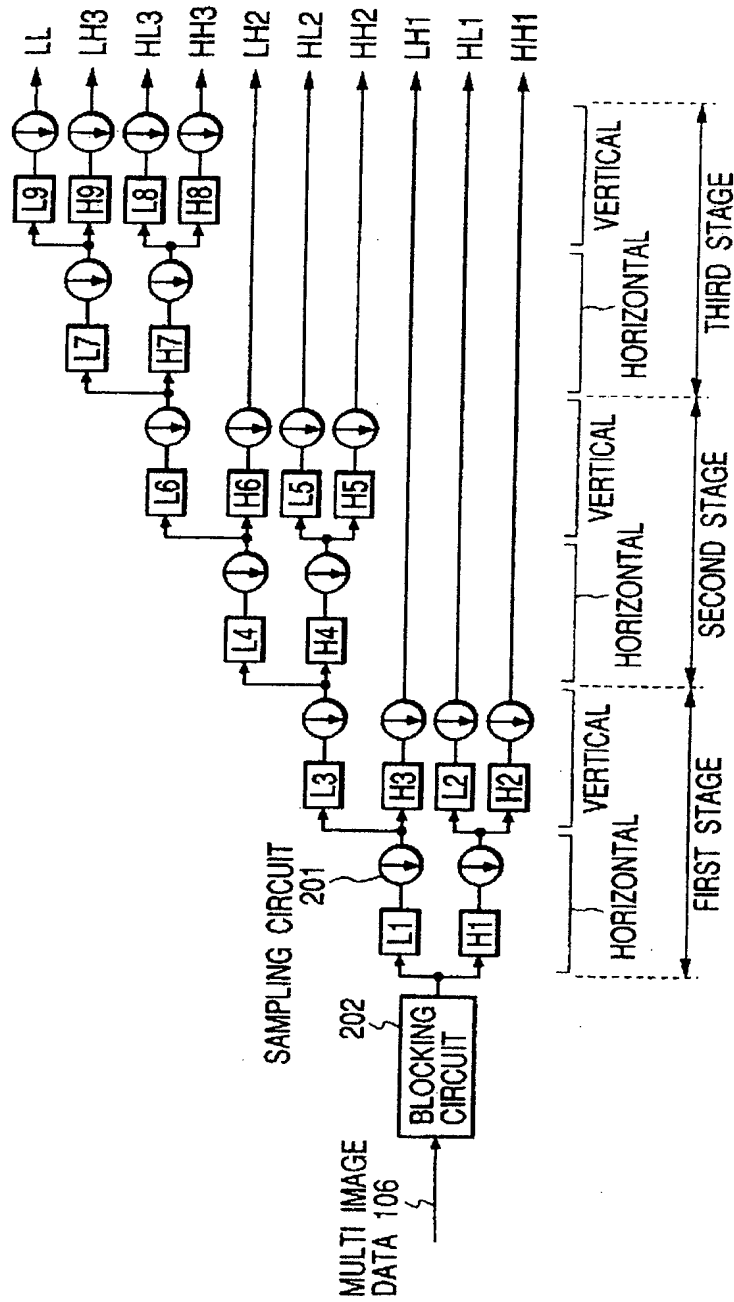 MULTI IMAGE
DATA 106
202
BLOCKING
CIRCUIT
SAMPLING CIRCUIT
201
L1
H1
L3
H3
L2
H2
L4
H4
L6
H6
L5
H5
L7
H7
L9
H9
L8
H8
LL
LH3
HL3
HH3
LH2
HL2
HH2
LH1
HL1
HH1
HORIZONTAL
VERTICAL
HORIZONTAL
VERTICAL
HORIZONTAL
VERTICAL
FIRST STAGE
SECOND STAGE
THIRD STAGE